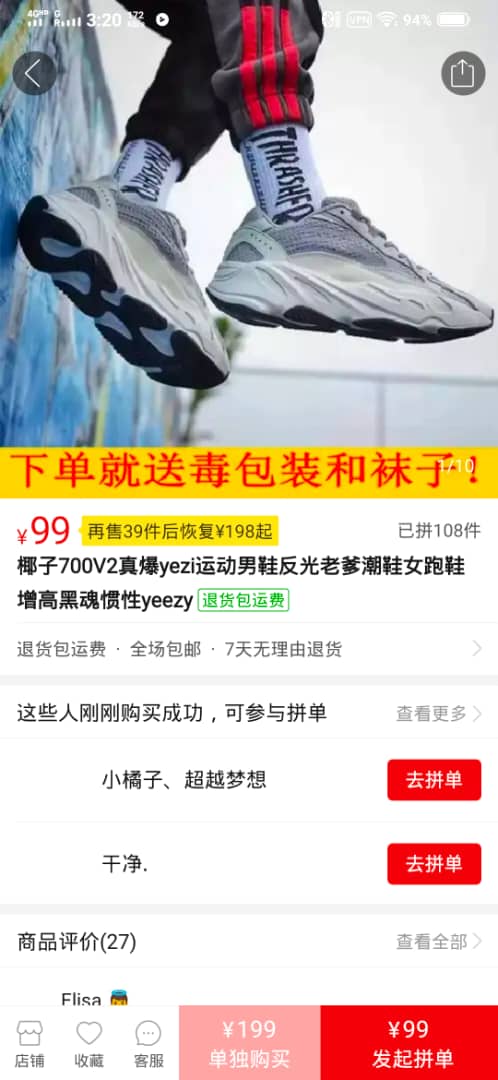 4GHD G R 3:20 172 VPN 94%
THRASHER
THRASHER
下单就送毒包装和袜子！
1/10
¥99 再售39件后恢复¥198起 已拼108件
椰子700V2真爆yezi运动男鞋反光老爹潮鞋女跑鞋
增高黑魂惯性yeezy 退货包运费
退货包运费 · 全场包邮 · 7天无理由退货
这些人刚刚购买成功，可参与拼单 查看更多
小橘子、超越梦想 去拼单
干净. 去拼单
商品评价(27) 查看全部
Elisa
¥199 ¥99
店铺 收藏 客服 单独购买 发起拼单